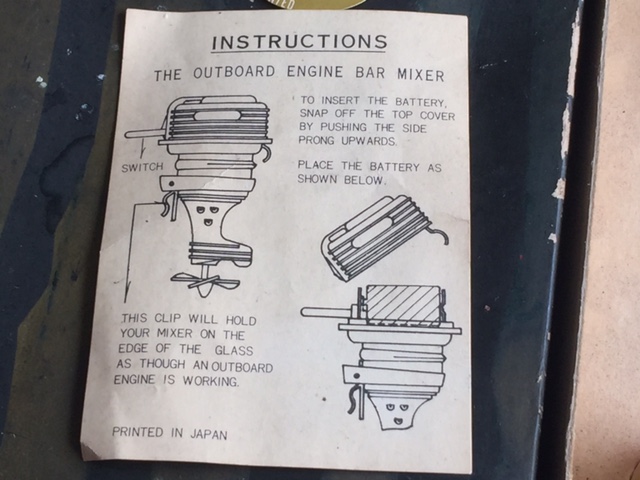 INSTRUCTIONS
THE OUTBOARD ENGINE BAR MIXER
TO INSERT THE BATTERY,
SNAP OFF THE TOP COVER
BY PUSHING THE SIDE
PRONG UPWARDS.
PLACE THE BATTERY AS
SHOWN BELOW.
SWITCH
THIS CLIP WILL HOLD
YOUR MIXER ON THE
EDGE OF THE GLASS
AS THOUGH AN OUTBOARD
ENGINE IS WORKING.
PRINTED IN JAPAN